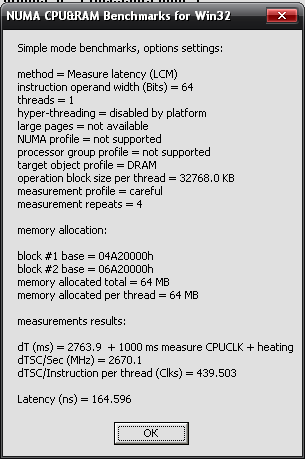 NUMA CPU&RAM Benchmarks for Win32
Simple mode benchmarks, options settings:
method = Measure latency (LCM)
instruction operand width (Bits) = 64
threads = 1
hyper-threading = disabled by platform
large pages = not available
NUMA profile = not supported
processor group profile = not supported
target object profile = DRAM
operation block size per thread = 32768.0 KB
measurement profile = careful
measurement repeats = 4
memory allocation:
block #1 base = 04A20000h
block #2 base = 06A20000h
memory allocated total = 64 MB
memory allocated per thread = 64 MB
measurements results:
dT (ms) = 2763.9 + 1000 ms measure CPUCLK + heating
dTSC/Sec (MHz) = 2670.1
dTSC/Instruction per thread (Clks) = 439.503
Latency (ns) = 164.596
OK